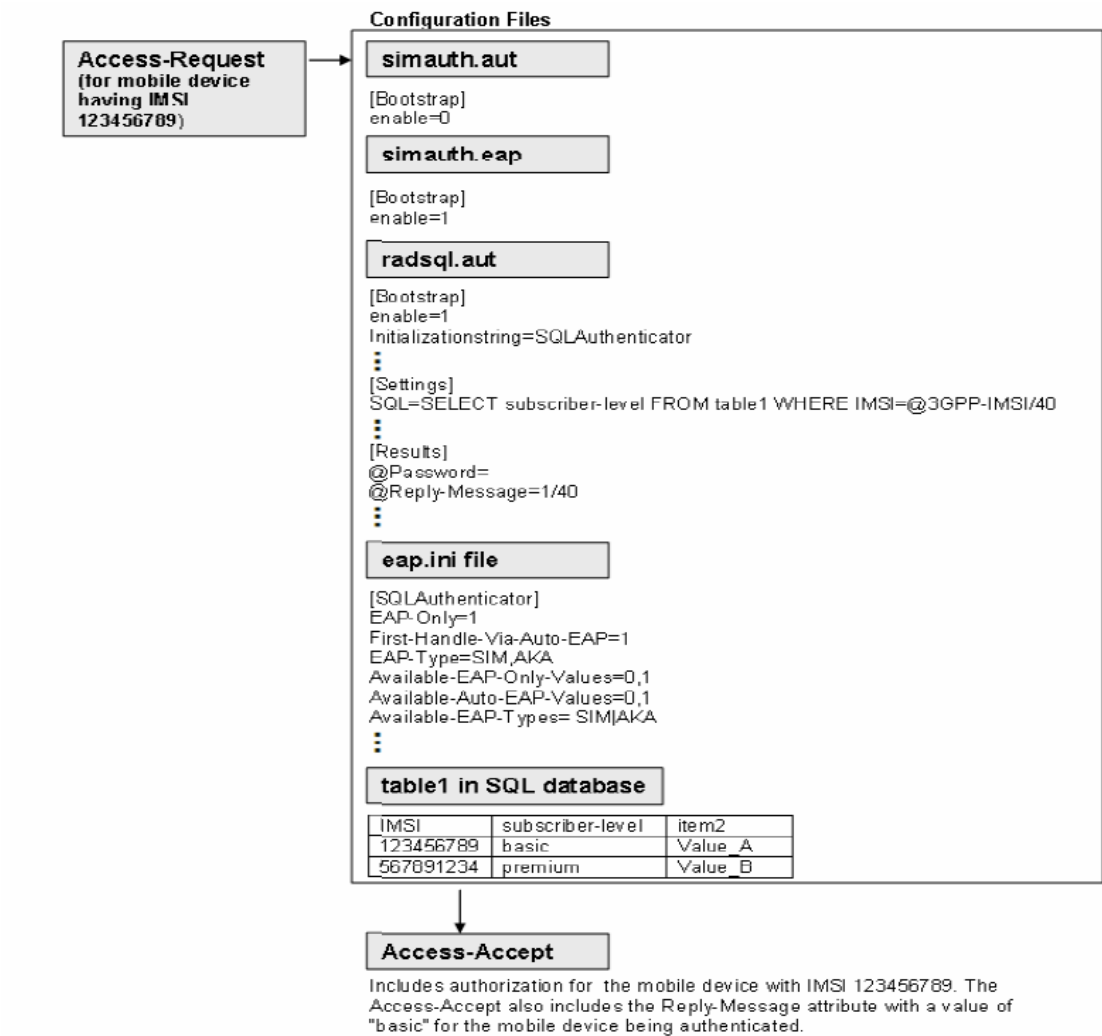 Configuration Files
Access-Request
(for mobile device
having IMSI
123456789)
simauth.aut
[Bootstrap]
enable=0
simauth.eap
[Bootstrap]
enable=1
radsql.aut
[Bootstrap]
enable=1
Initializationstring=SQLAuthenticator
[Settings]
SQL=SELECT subscriber-level FROM table1 WHERE IMSI=@3GPP-IMSI/40
[Results]
@Password=
@Reply-Message=1/40
eap.ini file
[SQLAuthenticator]
EAP-Only=1
First-Handle-Via-Auto-EAP=1
EAP-Type=SIM,AKA
Available-EAP-Only-Values=0,1
Available-Auto-EAP-Values=0,1
Available-EAP-Types= SIM|AKA
table1 in SQL database
IMSI subscriber-level item2
123456789 basic Value_A
567891234 premium Value_B
Access-Accept
Includes authorization for the mobile device with IMSI 123456789. The
Access-Accept also includes the Reply-Message attribute with a value of
"basic" for the mobile device being authenticated.